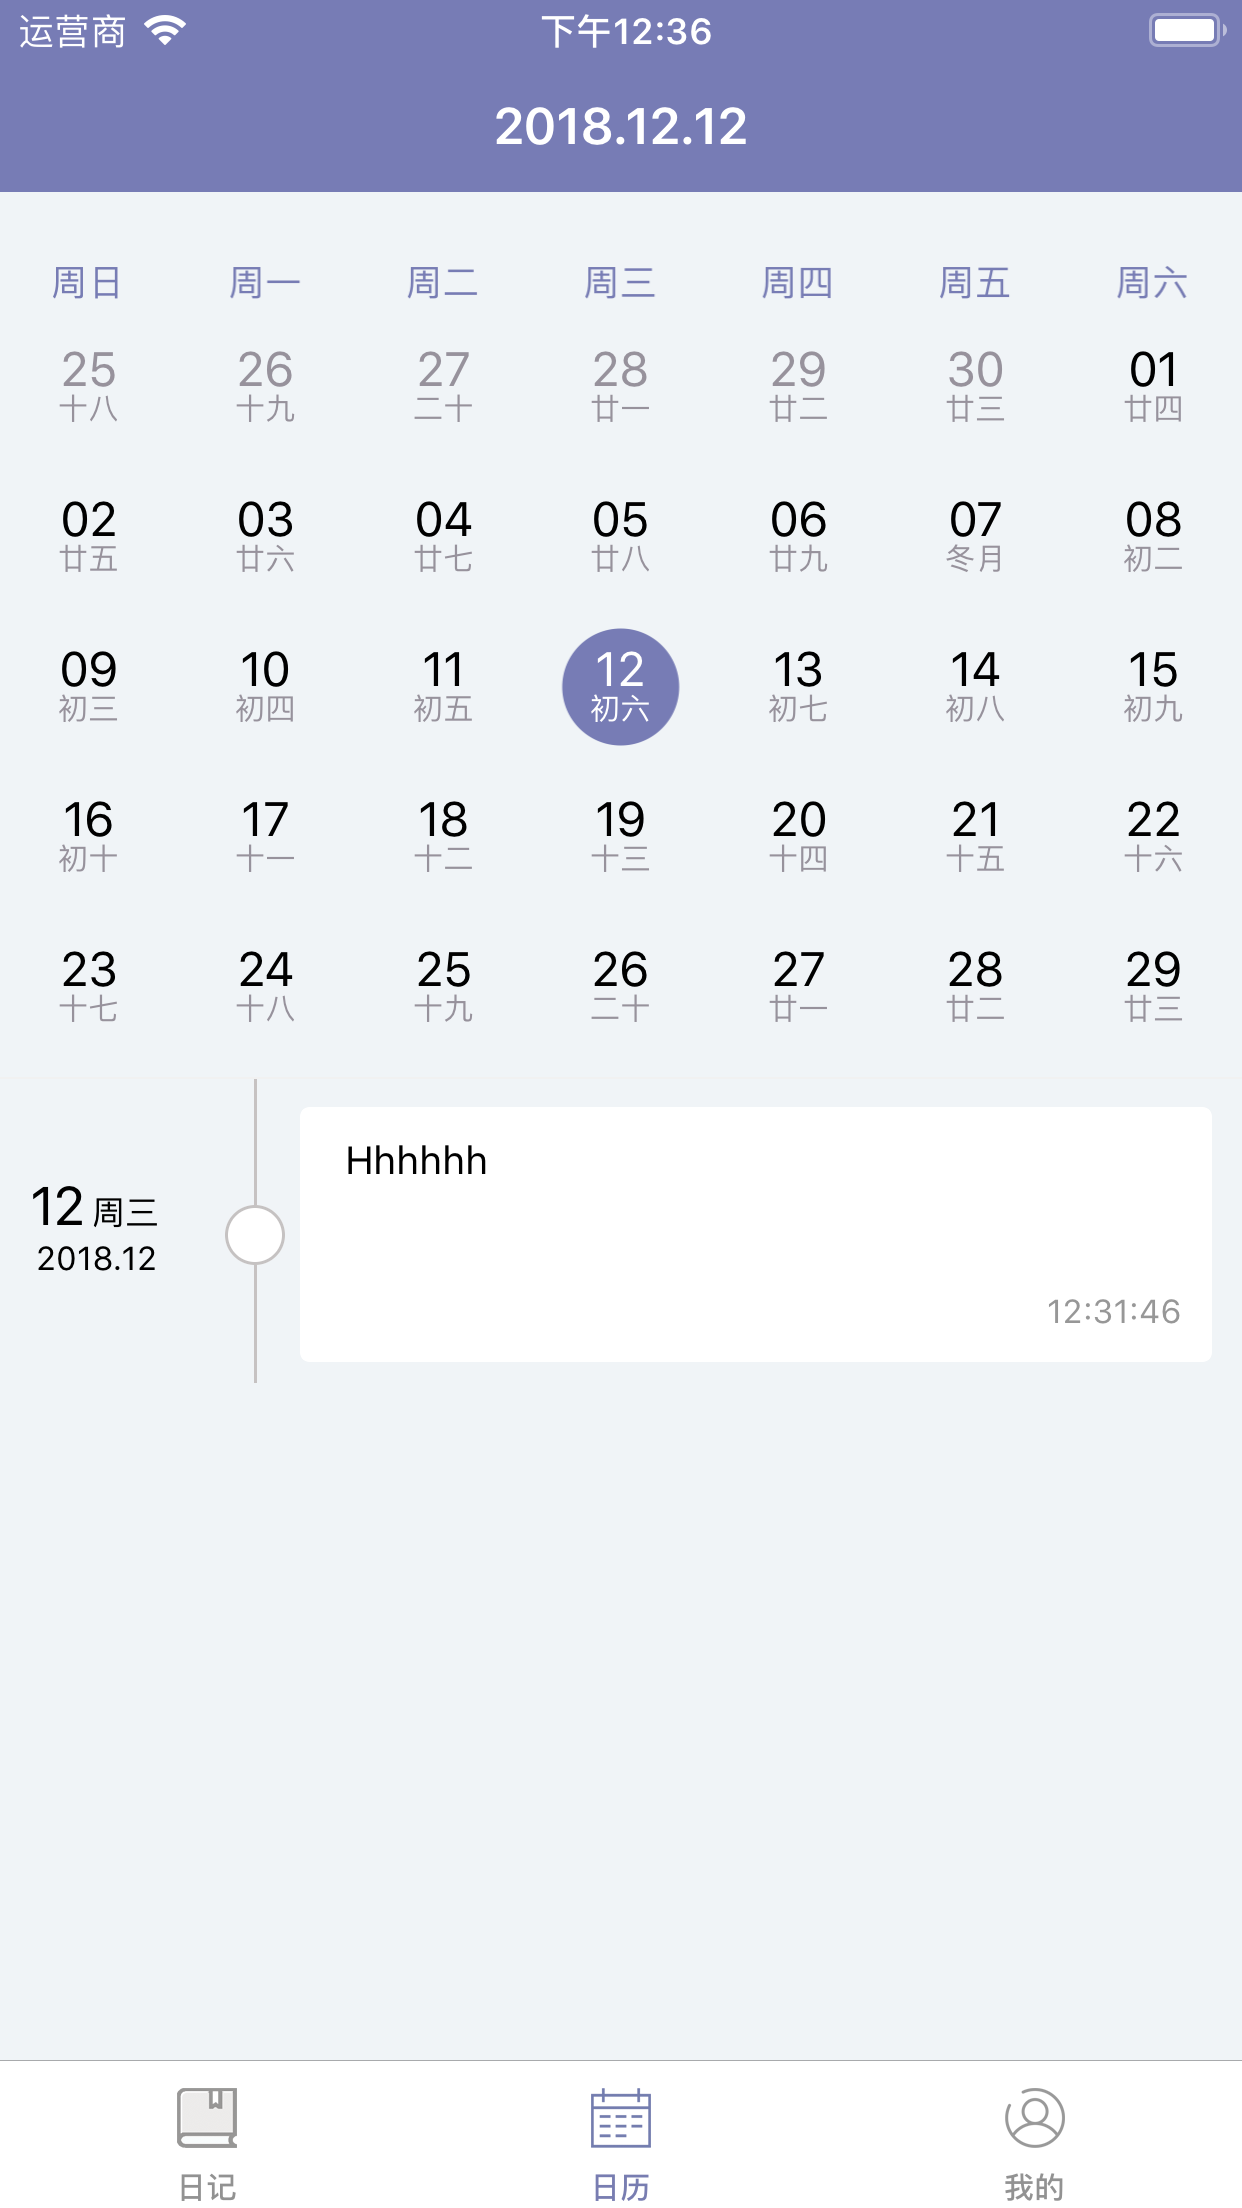 运营商 下午12:36
2018.12.12
周日 周一 周二 周三 周四 周五 周六
25 26 27 28 29 30 01
十八 十九 二十 廿一 廿二 廿三 廿四
02 03 04 05 06 07 08
廿五 廿六 廿七 廿八 廿九 冬月 初二
09 10 11 12 13 14 15
初三 初四 初五 初六 初七 初八 初九
16 17 18 19 20 21 22
初十 十一 十二 十三 十四 十五 十六
23 24 25 26 27 28 29
十七 十八 十九 二十 廿一 廿二 廿三
Hhhhhh
12 周三
2018.12
12:31:46
日记 日历 我的